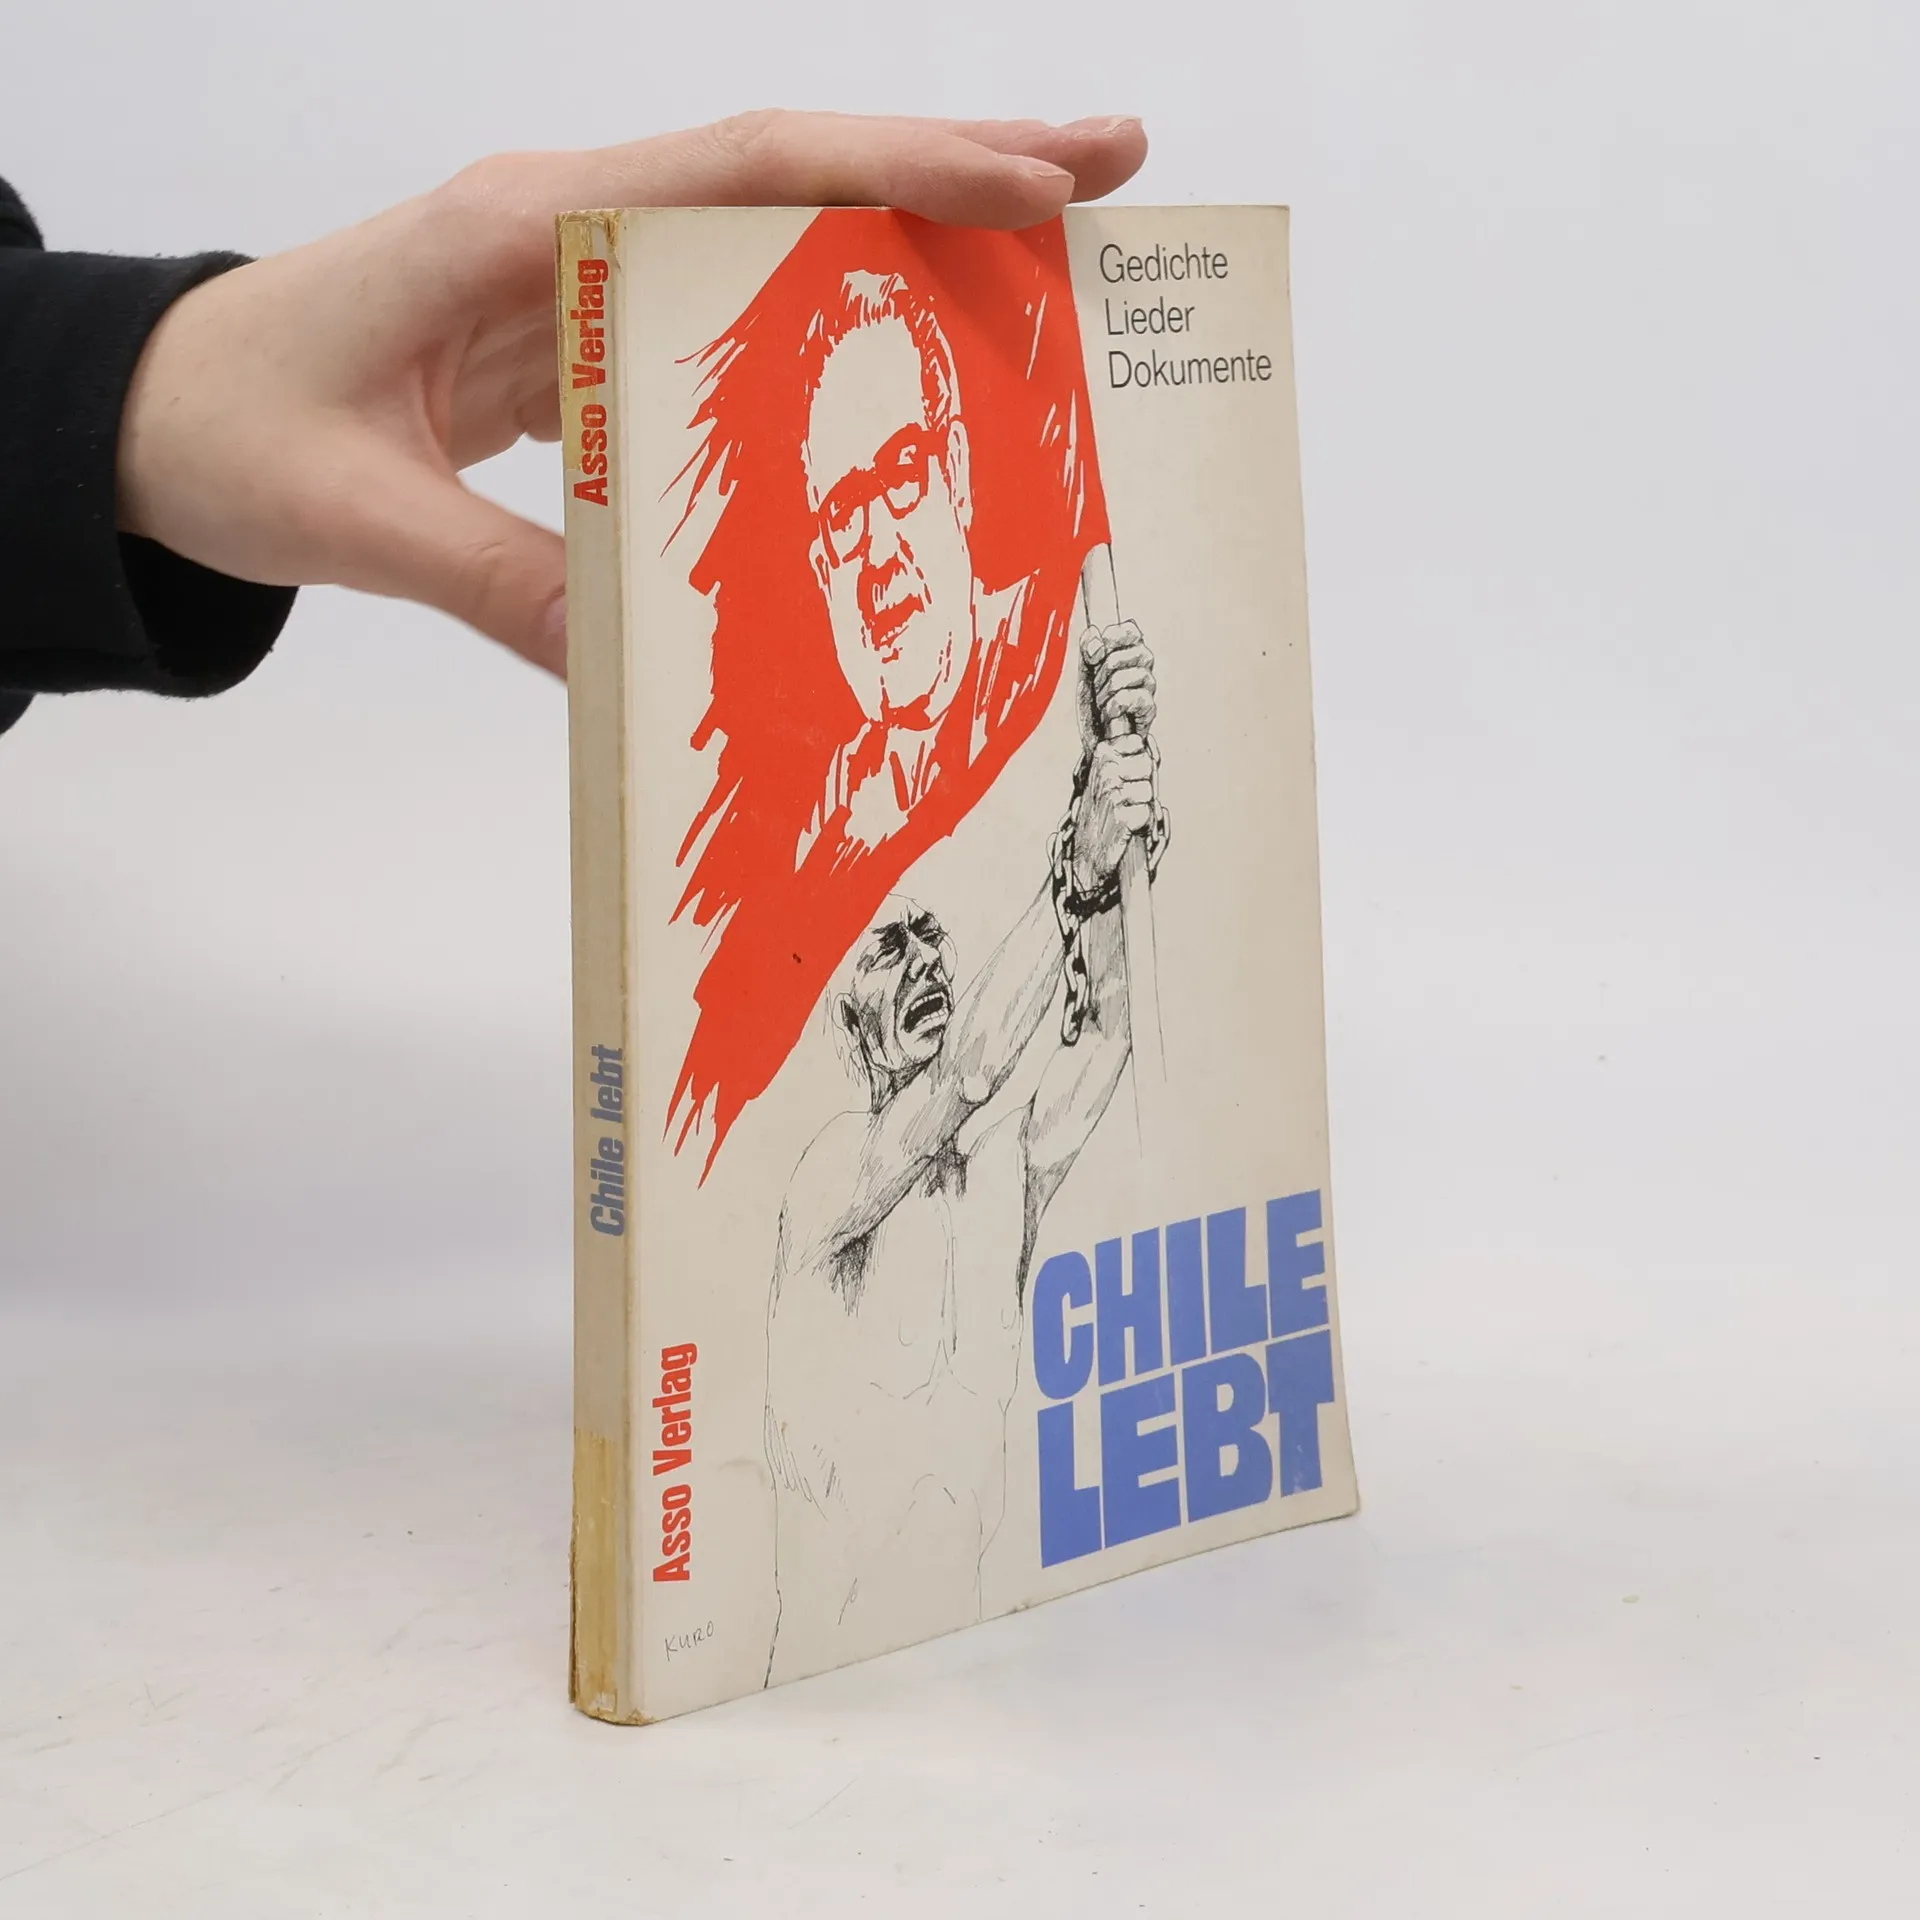 Asso Verlag
Chile lebt
Gedichte
Lieder
Dokumente
CHILE
LEBT
Asso Verlag
KURO